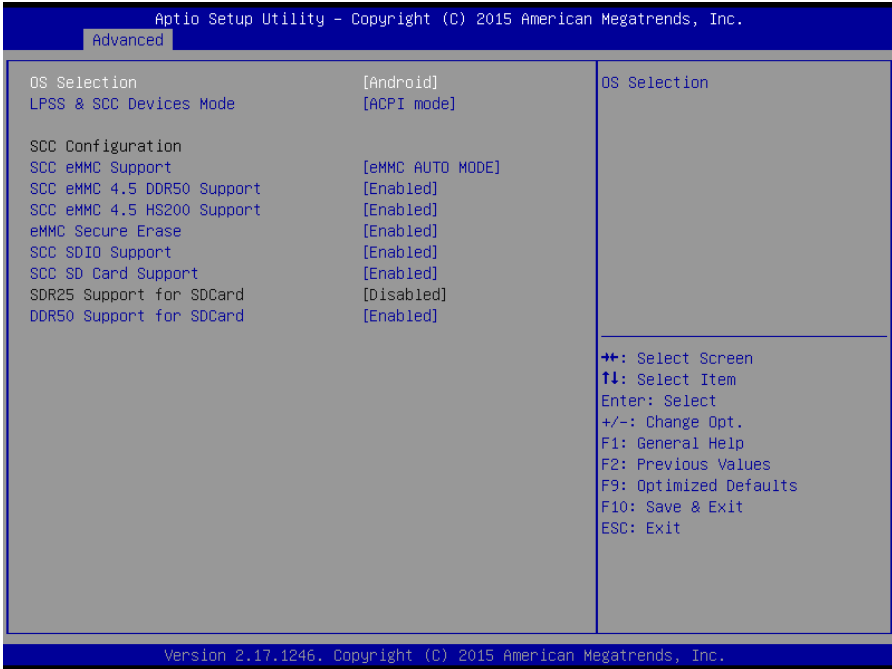 Aptio Setup Utility – Copyright (C) 2015 American Megatrends, Inc.
Advanced
OS Selection [Android]
LPSS & SCC Devices Mode [ACPI mode]
SCC Configuration
SCC eMMC Support [eMMC AUTO MODE]
SCC eMMC 4.5 DDR50 Support [Enabled]
SCC eMMC 4.5 HS200 Support [Enabled]
eMMC Secure Erase [Enabled]
SCC SDIO Support [Enabled]
SCC SD Card Support [Enabled]
SDR25 Support for SDCard [Disabled]
DDR50 Support for SDCard [Enabled]
OS Selection
→←: Select Screen
↑↓: Select Item
Enter: Select
+/-: Change Opt.
F1: General Help
F2: Previous Values
F9: Optimized Defaults
F10: Save & Exit
ESC: Exit
Version 2.17.1246. Copyright (C) 2015 American Megatrends, Inc.